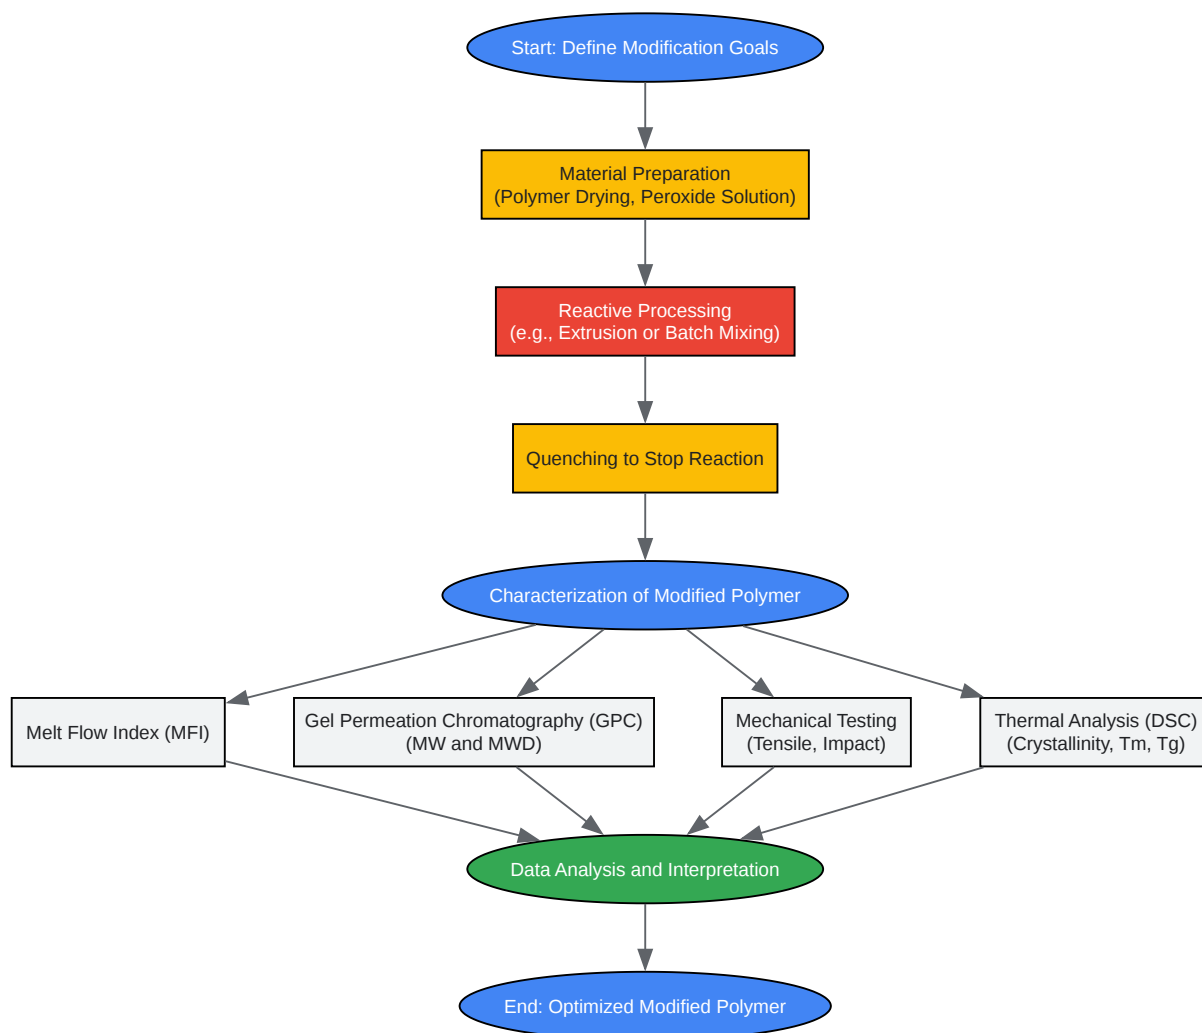 Start: Define Modification Goals
Material Preparation
(Polymer Drying, Peroxide Solution)
Reactive Processing
(e.g., Extrusion or Batch Mixing)
Quenching to Stop Reaction
Characterization of Modified Polymer
Melt Flow Index (MFI)
Gel Permeation Chromatography (GPC)
(MW and MWD)
Mechanical Testing
(Tensile, Impact)
Thermal Analysis (DSC)
(Crystallinity, Tm, Tg)
Data Analysis and Interpretation
End: Optimized Modified Polymer